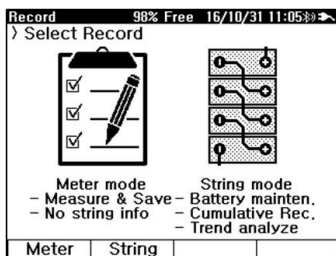 Record 98% Free 16/10/31 11:05
〉Select Record
Meter mode
- Measure & Save
- No string info
String mode
- Battery mainten.
- Cumulative Rec.
- Trend analyze
Meter String